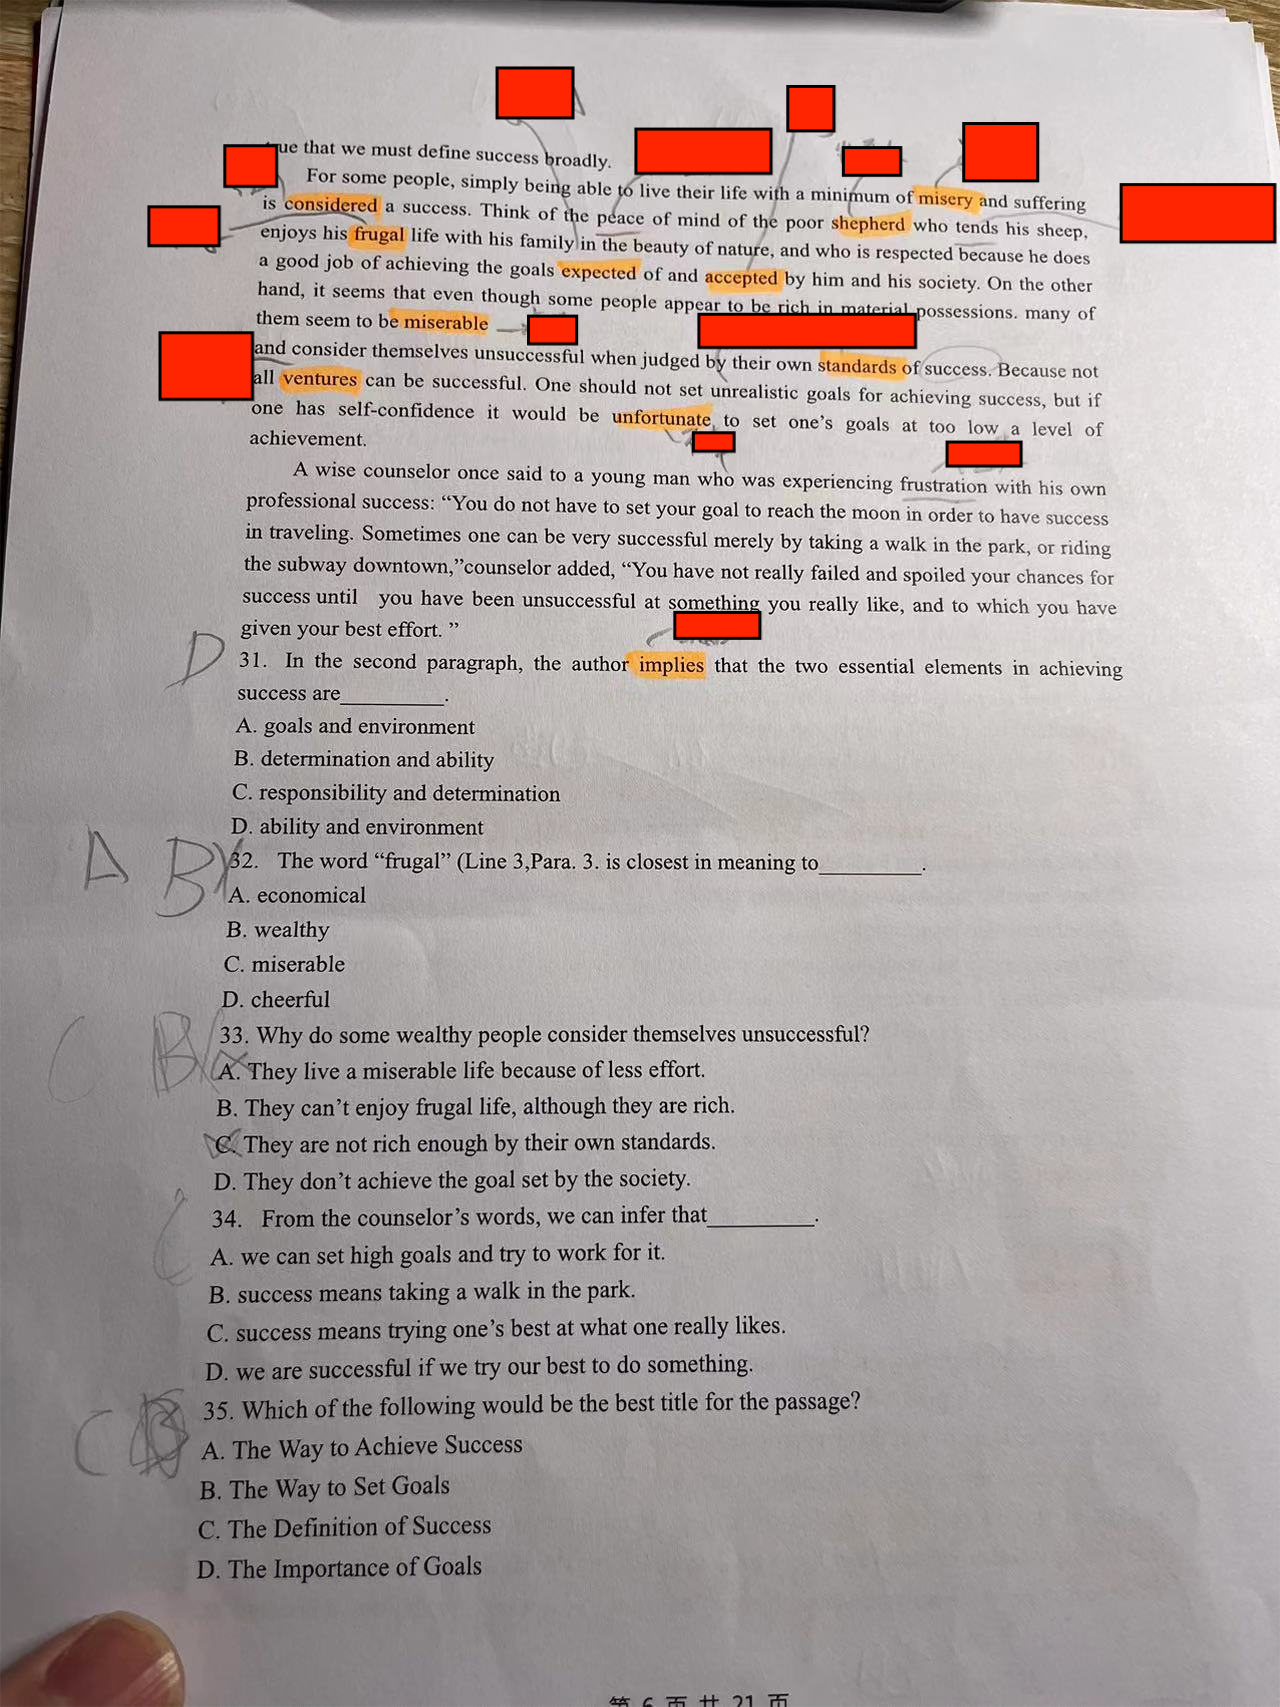 ue that we must define success broadly.
For some people, simply being able to live their life with a minimum of misery and suffering
is considered a success. Think of the peace of mind of the poor shepherd who tends his sheep,
enjoys his frugal life with his family in the beauty of nature, and who is respected because he does
a good job of achieving the goals expected of and accepted by him and his society. On the other
hand, it seems that even though some people appear to be rich in material possessions. many of
them seem to be miserable
and consider themselves unsuccessful when judged by their own standards of success. Because not
all ventures can be successful. One should not set unrealistic goals for achieving success, but if
one has self-confidence it would be unfortunate to set one's goals at too low a level of
achievement.
A wise counselor once said to a young man who was experiencing frustration with his own
professional success: “You do not have to set your goal to reach the moon in order to have success
in traveling. Sometimes one can be very successful merely by taking a walk in the park, or riding
the subway downtown,”counselor added, “You have not really failed and spoiled your chances for
success until you have been unsuccessful at something you really like, and to which you have
given your best effort. ”
D
31. In the second paragraph, the author implies that the two essential elements in achieving
success are__________.
A. goals and environment
B. determination and ability
C. responsibility and determination
D. ability and environment
A B
32. The word “frugal” (Line 3,Para. 3. is closest in meaning to__________.
A. economical
B. wealthy
C. miserable
D. cheerful
C B
33. Why do some wealthy people consider themselves unsuccessful?
A. They live a miserable life because of less effort.
B. They can't enjoy frugal life, although they are rich.
C. They are not rich enough by their own standards.
D. They don't achieve the goal set by the society.
C
34. From the counselor's words, we can infer that__________.
A. we can set high goals and try to work for it.
B. success means taking a walk in the park.
C. success means trying one's best at what one really likes.
D. we are successful if we try our best to do something.
C B
35. Which of the following would be the best title for the passage?
A. The Way to Achieve Success
B. The Way to Set Goals
C. The Definition of Success
D. The Importance of Goals
第 6 页 共 21 页